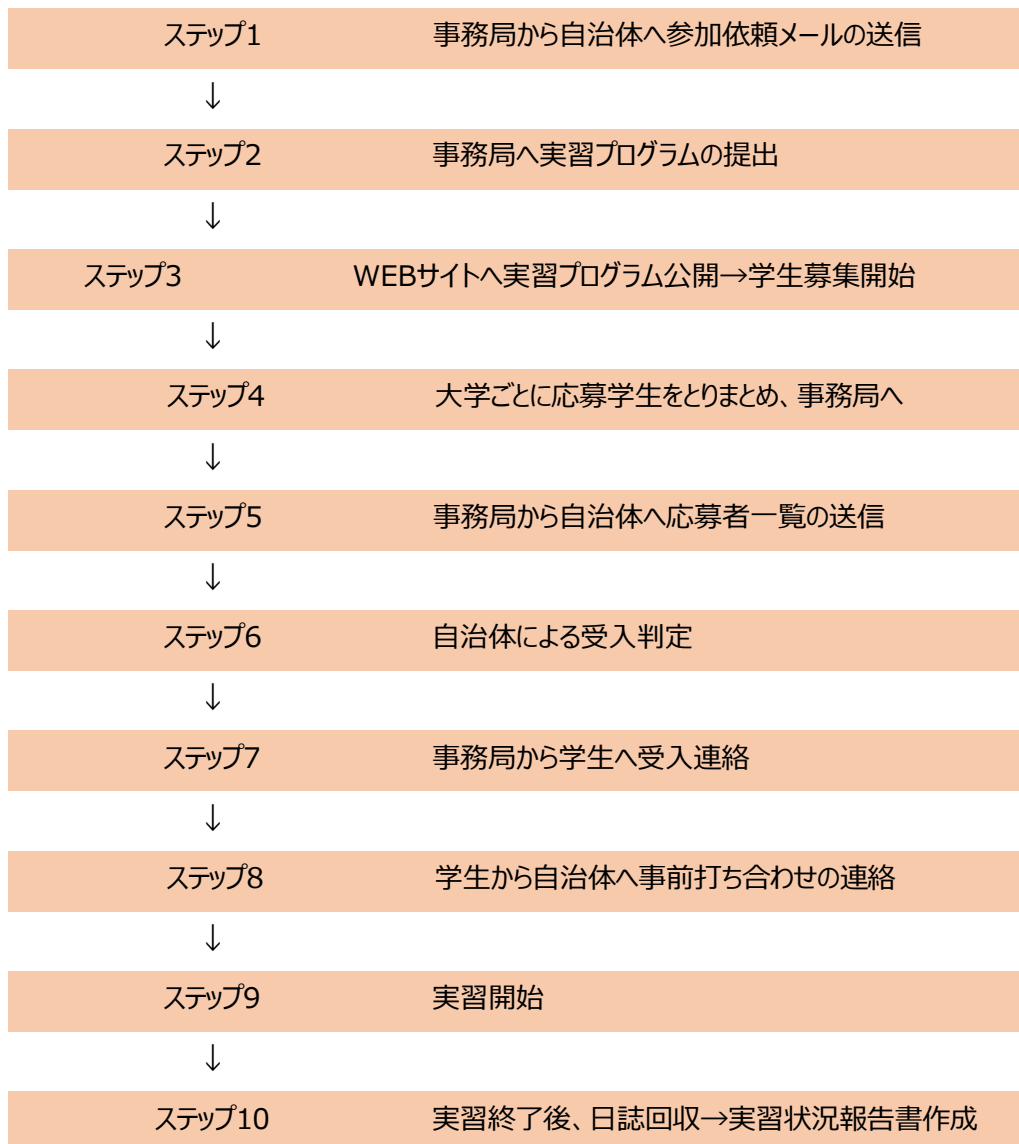 ステップ1 事務局から自治体へ参加依頼メールの送信
↓
ステップ2 事務局へ実習プログラムの提出
↓
ステップ3 WEBサイトへ実習プログラム公開→学生募集開始
↓
ステップ4 大学ごとに応募学生をとりまとめ、事務局へ
↓
ステップ5 事務局から自治体へ応募者一覧の送信
↓
ステップ6 自治体による受入判定
↓
ステップ7 事務局から学生へ受入連絡
↓
ステップ8 学生から自治体へ事前打ち合わせの連絡
↓
ステップ9 実習開始
↓
ステップ10 実習終了後、日誌回収→実習状況報告書作成